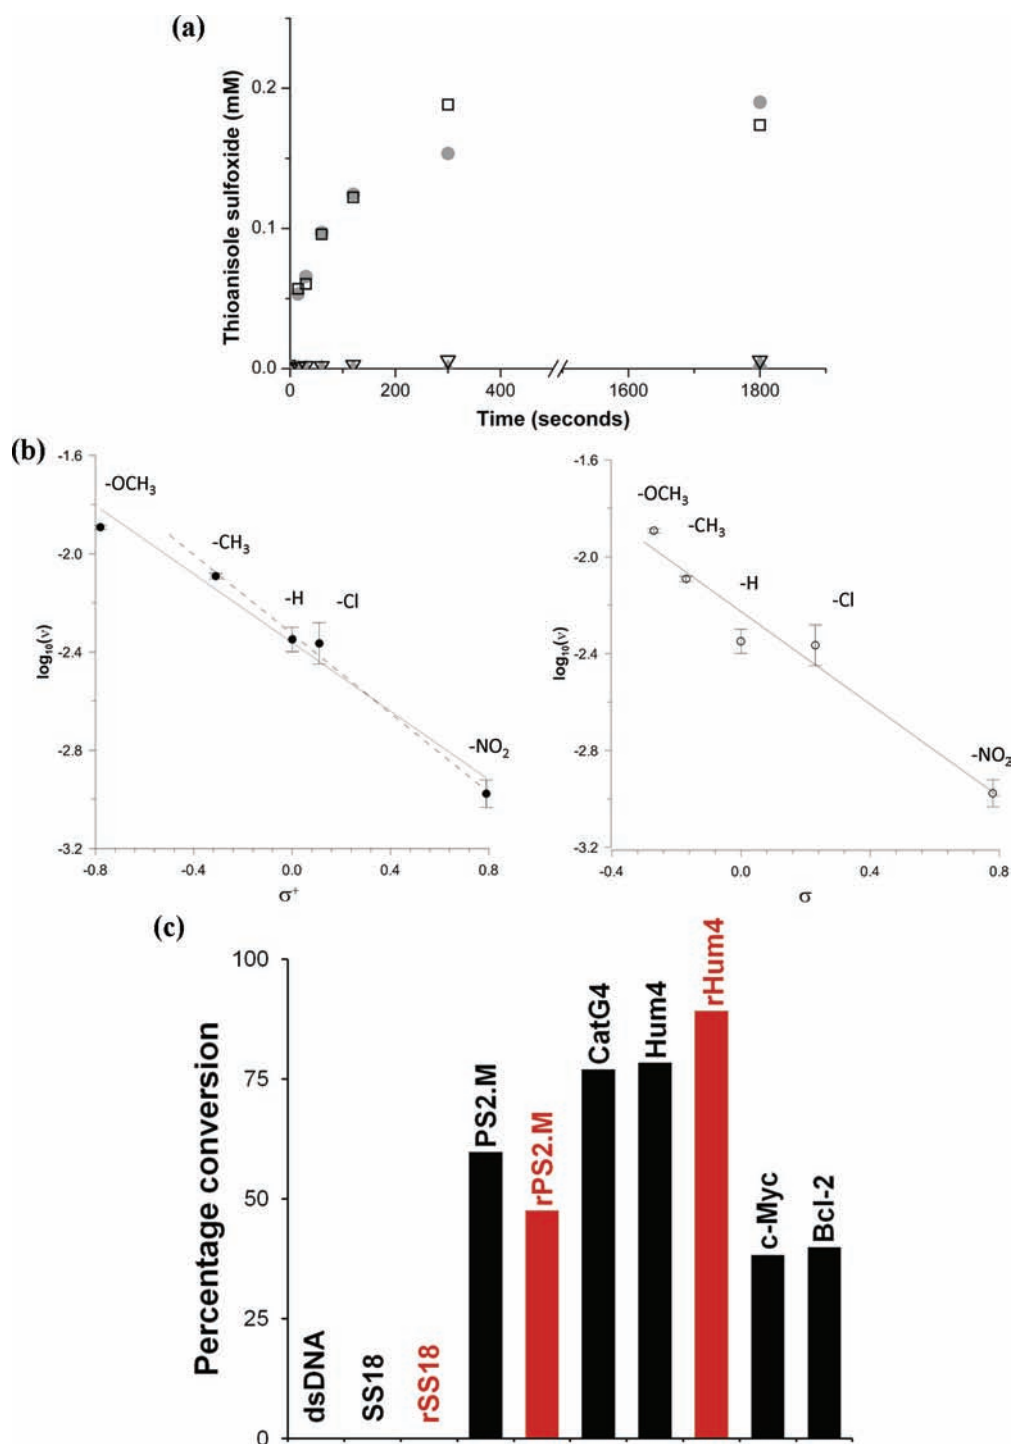 (a)
Thioanisole sulfoxide (mM)
0.2
0.1
0.0
0
200
400
1600
1800
Time (seconds)
(b)
-1.6
-2.0
-2.4
-2.8
-3.2
log₁₀(v)
-OCH₃
-CH₃
-H
-Cl
-NO₂
-0.8
-0.4
0.0
0.4
0.8
σ⁺
-1.6
-2.0
-2.4
-2.8
-3.2
log₁₀(v)
-OCH₃
-CH₃
-H
-Cl
-NO₂
-0.4
0.0
0.4
0.8
σ
(c)
Percentage conversion
100
75
50
25
0
dsDNA
SS18
rSS18
PS2.M
rPS2.M
CatG4
Hum4
rHum4
c-Myc
Bcl-2